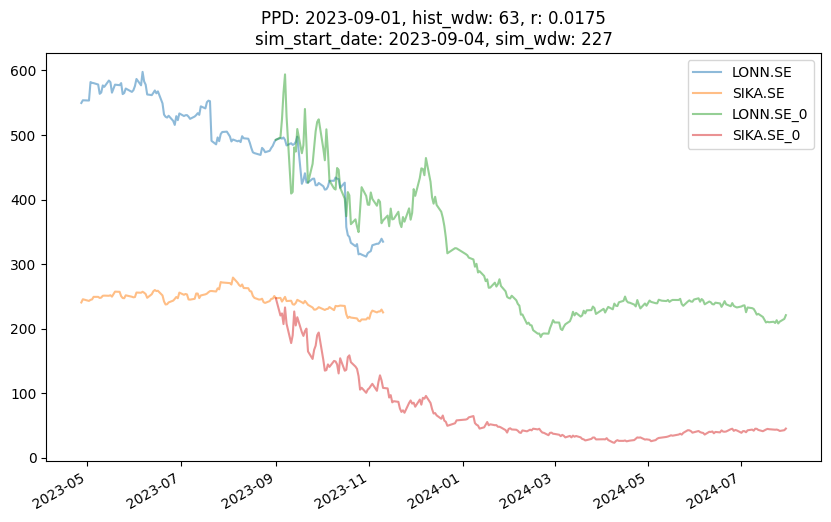 PPD: 2023-09-01, hist_wdw: 63, r: 0.0175
sim_start_date: 2023-09-04, sim_wdw: 227
LONN.SE
SIKA.SE
LONN.SE_0
SIKA.SE_0
600
500
400
300
200
100
0
2023-05
2023-07
2023-09
2023-11
2024-01
2024-03
2024-05
2024-07